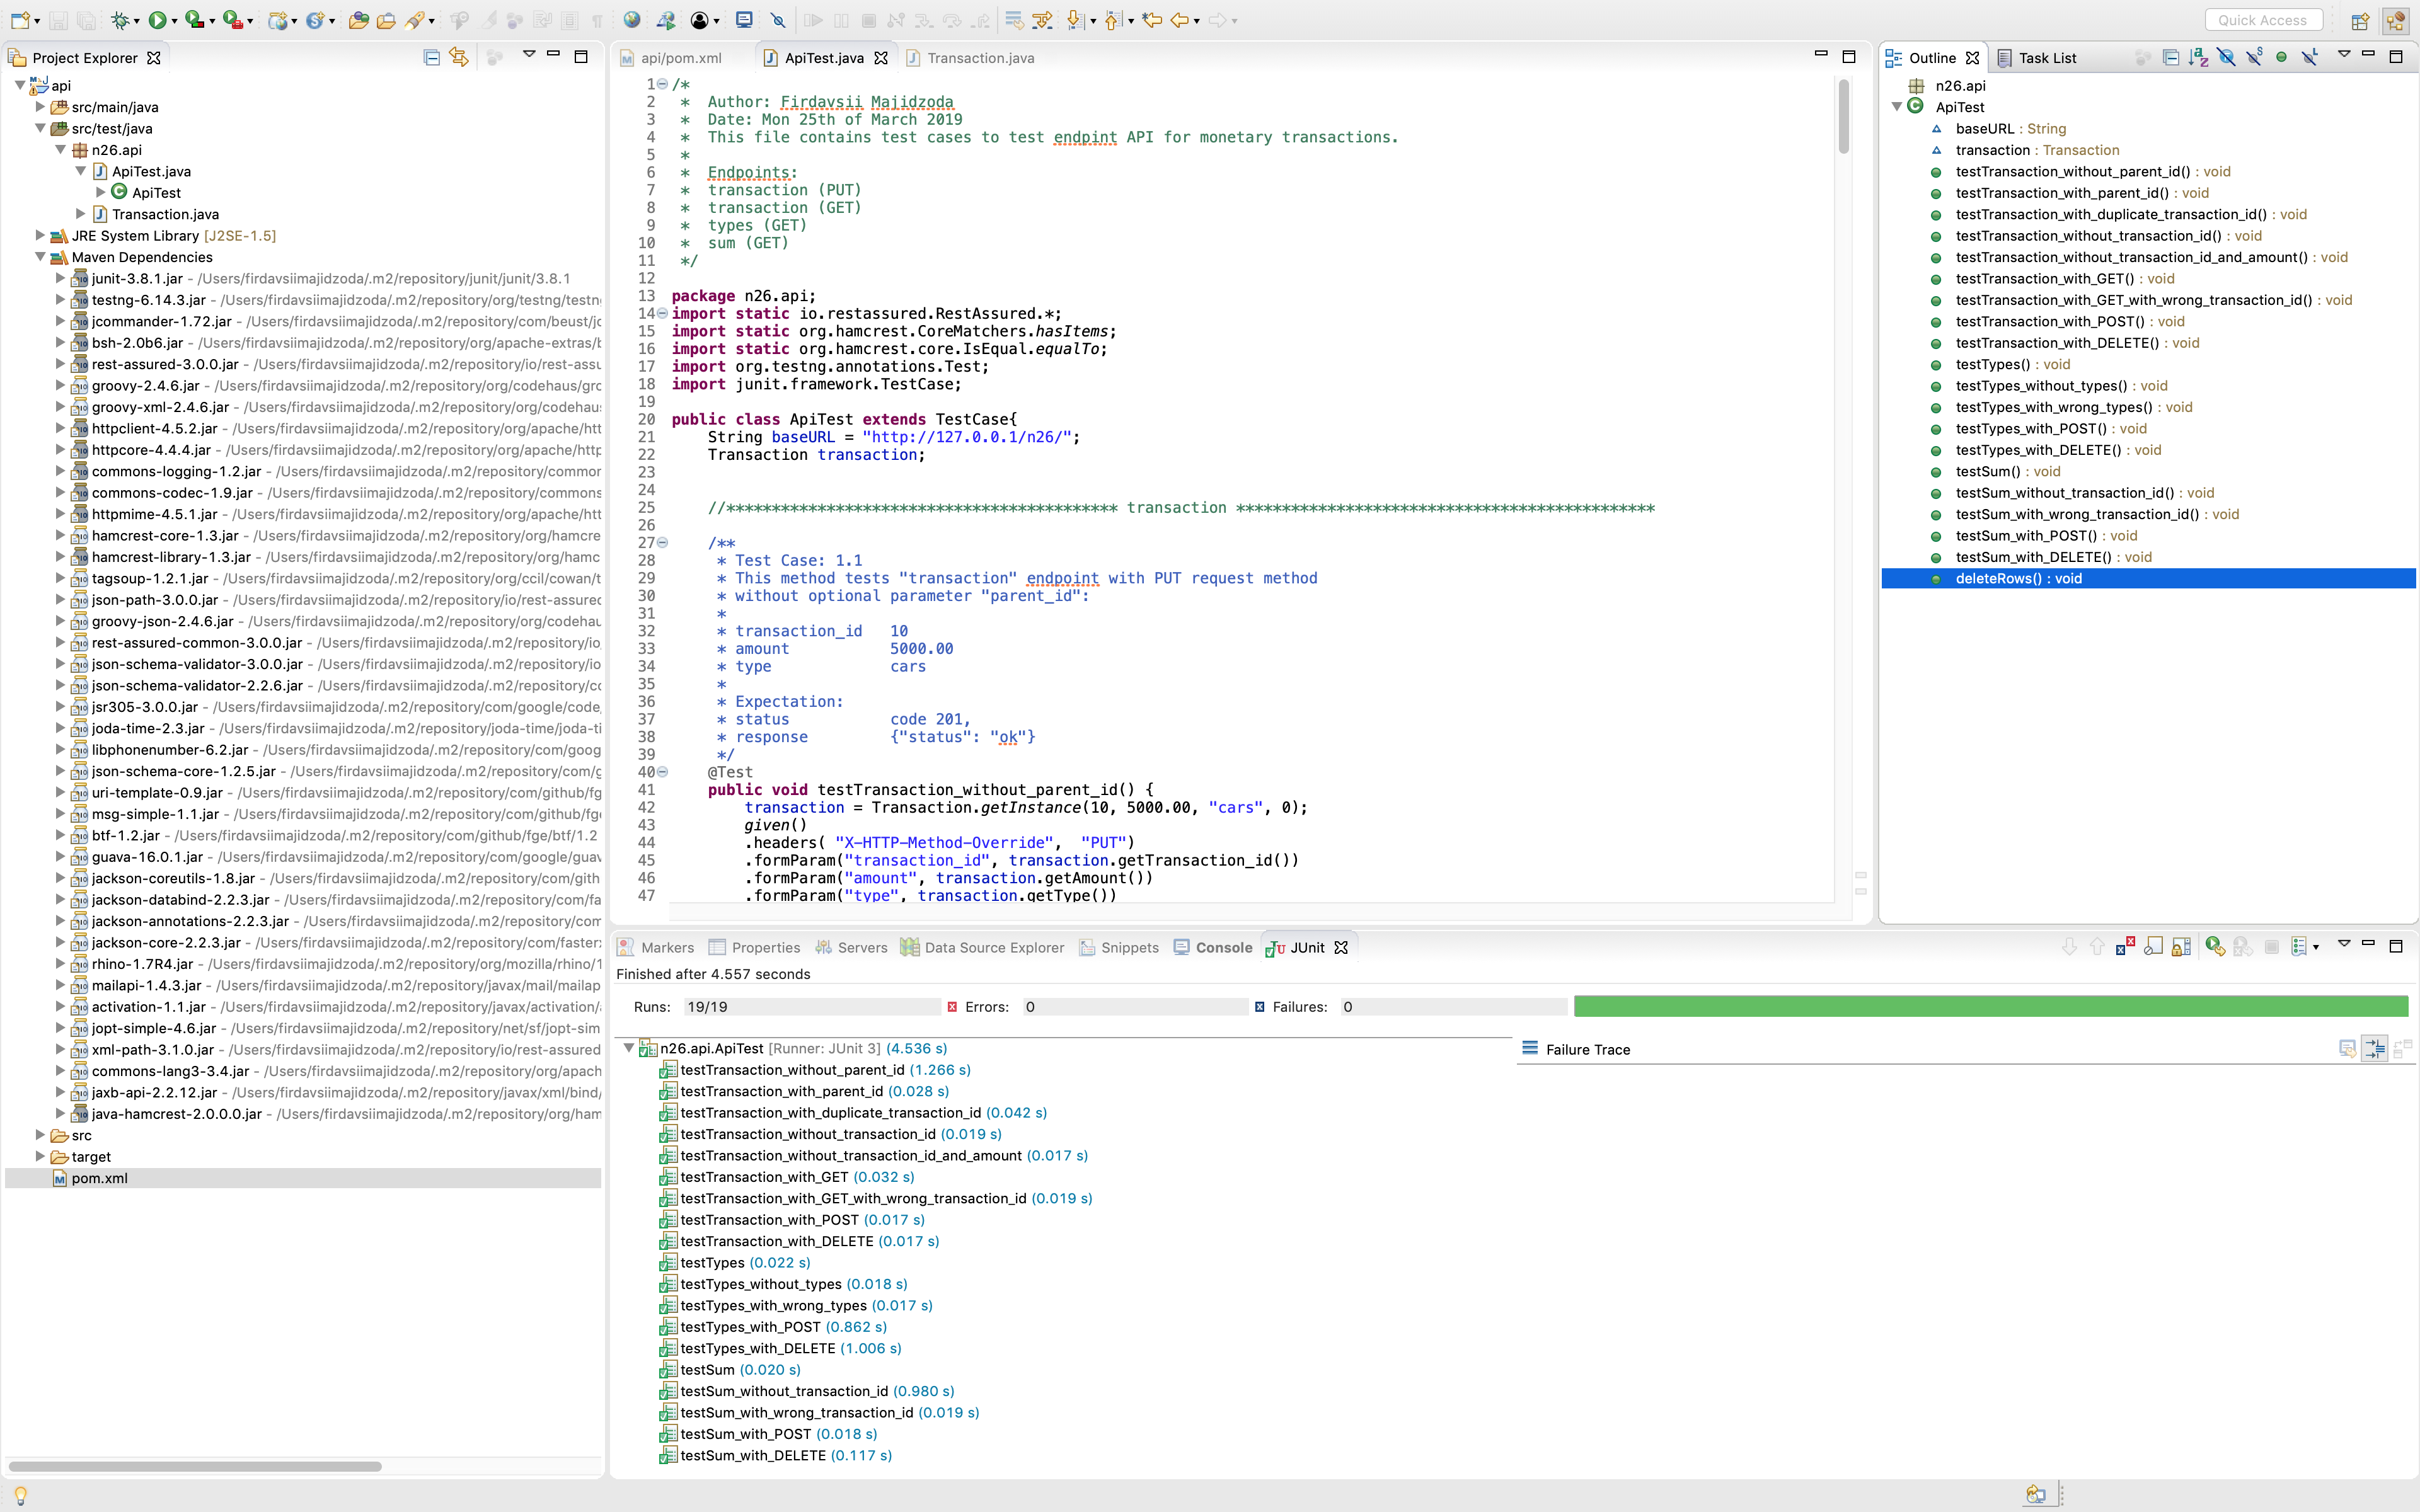 Quick Access
Project Explorer
api
src/main/java
src/test/java
n26.api
ApiTest.java
ApiTest
Transaction.java
JRE System Library [J2SE-1.5]
Maven Dependencies
junit-3.8.1.jar - /Users/firdavsiimajidzoda/.m2/repository/junit/junit/3.8.1
testng-6.14.3.jar - /Users/firdavsiimajidzoda/.m2/repository/org/testng/testn
jcommander-1.72.jar - /Users/firdavsiimajidzoda/.m2/repository/com/beust/jc
bsh-2.0b6.jar - /Users/firdavsiimajidzoda/.m2/repository/org/apache-extras/b
rest-assured-3.0.0.jar - /Users/firdavsiimajidzoda/.m2/repository/io/rest-assu
groovy-2.4.6.jar - /Users/firdavsiimajidzoda/.m2/repository/org/codehaus/grc
groovy-xml-2.4.6.jar - /Users/firdavsiimajidzoda/.m2/repository/org/codehau
httpclient-4.5.2.jar - /Users/firdavsiimajidzoda/.m2/repository/org/apache/htt
httpcore-4.4.4.jar - /Users/firdavsiimajidzoda/.m2/repository/org/apache/http
commons-logging-1.2.jar - /Users/firdavsiimajidzoda/.m2/repository/commor
commons-codec-1.9.jar - /Users/firdavsiimajidzoda/.m2/repository/commons
httpmime-4.5.1.jar - /Users/firdavsiimajidzoda/.m2/repository/org/apache/htt
hamcrest-core-1.3.jar - /Users/firdavsiimajidzoda/.m2/repository/org/hamcre
hamcrest-library-1.3.jar - /Users/firdavsiimajidzoda/.m2/repository/org/hamc
tagsoup-1.2.1.jar - /Users/firdavsiimajidzoda/.m2/repository/org/ccil/cowan/t
json-path-3.0.0.jar - /Users/firdavsiimajidzoda/.m2/repository/io/rest-assured
groovy-json-2.4.6.jar - /Users/firdavsiimajidzoda/.m2/repository/org/codehau
rest-assured-common-3.0.0.jar - /Users/firdavsiimajidzoda/.m2/repository/io
json-schema-validator-3.0.0.jar - /Users/firdavsiimajidzoda/.m2/repository/io
json-schema-validator-2.2.6.jar - /Users/firdavsiimajidzoda/.m2/repository/cc
jsr305-3.0.0.jar - /Users/firdavsiimajidzoda/.m2/repository/com/google/code
joda-time-2.3.jar - /Users/firdavsiimajidzoda/.m2/repository/joda-time/joda-ti
libphonenumber-6.2.jar - /Users/firdavsiimajidzoda/.m2/repository/com/goog
json-schema-core-1.2.5.jar - /Users/firdavsiimajidzoda/.m2/repository/com/g
uri-template-0.9.jar - /Users/firdavsiimajidzoda/.m2/repository/com/github/fg
msg-simple-1.1.jar - /Users/firdavsiimajidzoda/.m2/repository/com/github/fge
btf-1.2.jar - /Users/firdavsiimajidzoda/.m2/repository/com/github/fge/btf/1.2
guava-16.0.1.jar - /Users/firdavsiimajidzoda/.m2/repository/com/google/guav
jackson-coreutils-1.8.jar - /Users/firdavsiimajidzoda/.m2/repository/com/gith
jackson-databind-2.2.3.jar - /Users/firdavsiimajidzoda/.m2/repository/com/fa
jackson-annotations-2.2.3.jar - /Users/firdavsiimajidzoda/.m2/repository/com
jackson-core-2.2.3.jar - /Users/firdavsiimajidzoda/.m2/repository/com/faster:
rhino-1.7R4.jar - /Users/firdavsiimajidzoda/.m2/repository/org/mozilla/rhino/1
mailapi-1.4.3.jar - /Users/firdavsiimajidzoda/.m2/repository/javax/mail/mailap
activation-1.1.jar - /Users/firdavsiimajidzoda/.m2/repository/javax/activation/
jopt-simple-4.6.jar - /Users/firdavsiimajidzoda/.m2/repository/net/sf/jopt-sim
xml-path-3.1.0.jar - /Users/firdavsiimajidzoda/.m2/repository/io/rest-assured
commons-lang3-3.4.jar - /Users/firdavsiimajidzoda/.m2/repository/org/apach
jaxb-api-2.2.12.jar - /Users/firdavsiimajidzoda/.m2/repository/javax/xml/bind/
java-hamcrest-2.0.0.0.jar - /Users/firdavsiimajidzoda/.m2/repository/org/ham
src
target
pom.xml
api/pom.xml ApiTest.java Transaction.java
1 /*
2 * Author: Firdavsii Majidzoda
3 * Date: Mon 25th of March 2019
4 * This file contains test cases to test endpint API for monetary transactions.
5 *
6 * Endpoints:
7 * transaction (PUT)
8 * transaction (GET)
9 * types (GET)
10 * sum (GET)
11 */
12
13 package n26.api;
14 import static io.restassured.RestAssured.*;
15 import static org.hamcrest.CoreMatchers.hasItems;
16 import static org.hamcrest.core.IsEqual.equalTo;
17 import org.testng.annotations.Test;
18 import junit.framework.TestCase;
19
20 public class ApiTest extends TestCase{
21 String baseURL = "http://127.0.0.1/n26/";
22 Transaction transaction;
23
24
25 //******************************************* transaction **********************************************
26
27 /**
28 * Test Case: 1.1
29 * This method tests "transaction" endpoint with PUT request method
30 * without optional parameter "parent_id":
31 *
32 * transaction_id 10
33 * amount 5000.00
34 * type cars
35 *
36 * Expectation:
37 * status code 201,
38 * response {"status": "ok"}
39 */
40 @Test
41 public void testTransaction_without_parent_id() {
42 transaction = Transaction.getInstance(10, 5000.00, "cars", 0);
43 given()
44 .headers( "X-HTTP-Method-Override", "PUT")
45 .formParam("transaction_id", transaction.getTransaction_id())
46 .formParam("amount", transaction.getAmount())
47 .formParam("type", transaction.getType())
Outline Task List
n26.api
ApiTest
baseURL : String
transaction : Transaction
testTransaction_without_parent_id() : void
testTransaction_with_parent_id() : void
testTransaction_with_duplicate_transaction_id() : void
testTransaction_without_transaction_id() : void
testTransaction_without_transaction_id_and_amount() : void
testTransaction_with_GET() : void
testTransaction_with_GET_with_wrong_transaction_id() : void
testTransaction_with_POST() : void
testTransaction_with_DELETE() : void
testTypes() : void
testTypes_without_types() : void
testTypes_with_wrong_types() : void
testTypes_with_POST() : void
testTypes_with_DELETE() : void
testSum() : void
testSum_without_transaction_id() : void
testSum_with_wrong_transaction_id() : void
testSum_with_POST() : void
testSum_with_DELETE() : void
deleteRows() : void
Markers Properties Servers Data Source Explorer Snippets Console JUnit
Finished after 4.557 seconds
Runs: 19/19 Errors: 0 Failures: 0
n26.api.ApiTest [Runner: JUnit 3] (4.536 s)
testTransaction_without_parent_id (1.266 s)
testTransaction_with_parent_id (0.028 s)
testTransaction_with_duplicate_transaction_id (0.042 s)
testTransaction_without_transaction_id (0.019 s)
testTransaction_without_transaction_id_and_amount (0.017 s)
testTransaction_with_GET (0.032 s)
testTransaction_with_GET_with_wrong_transaction_id (0.019 s)
testTransaction_with_POST (0.017 s)
testTransaction_with_DELETE (0.017 s)
testTypes (0.022 s)
testTypes_without_types (0.018 s)
testTypes_with_wrong_types (0.017 s)
testTypes_with_POST (0.862 s)
testTypes_with_DELETE (1.006 s)
testSum (0.020 s)
testSum_without_transaction_id (0.980 s)
testSum_with_wrong_transaction_id (0.019 s)
testSum_with_POST (0.018 s)
testSum_with_DELETE (0.117 s)
Failure Trace